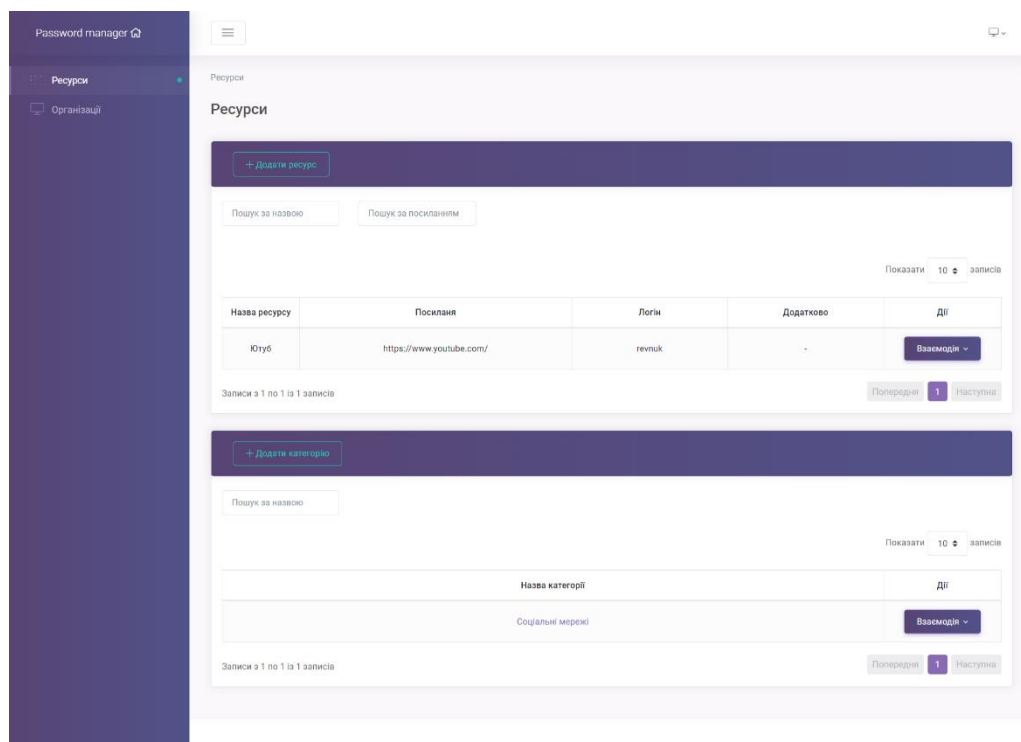 Password manager
Ресурси
Організації
Ресурси
Ресурси
+ Додати ресурс
Пошук за назвою Пошук за посиланням
Показати 10 записів
Назва ресурсу Посиланя Логін Додатково Дії
Ютуб https://www.youtube.com/ revnuk - Взаємодія
Записи з 1 по 1 із 1 записів Попередня 1 Наступна
+ Додати категорію
Пошук за назвою
Показати 10 записів
Назва категорії Дії
Соціальні мережі Взаємодія
Записи з 1 по 1 із 1 записів Попередня 1 Наступна